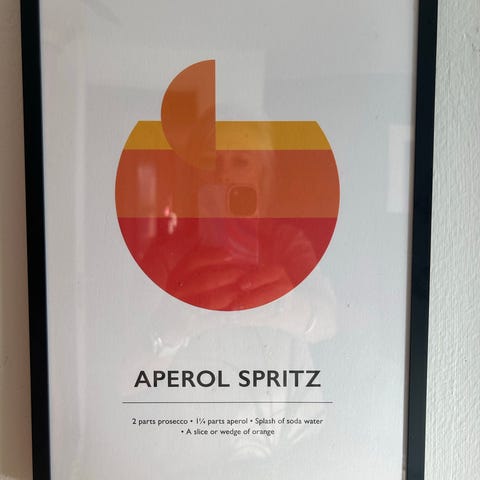 APEROL SPRITZ
2 parts prosecco • 1¼ parts aperol • Splash of soda water
• A slice or wedge of orange